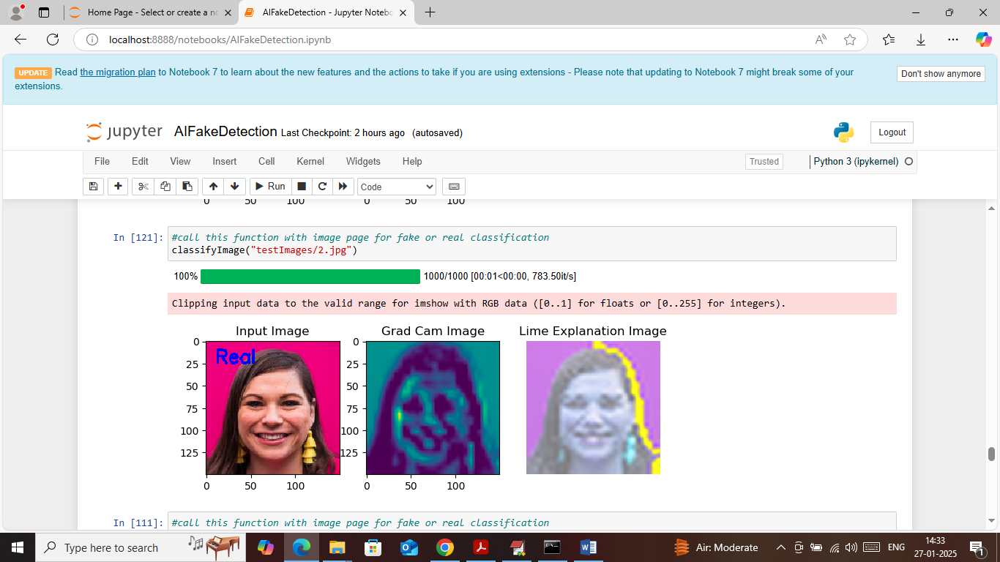 Home Page - Select or create a no
AIFakeDetection - Jupyter Notebo
localhost:8888/notebooks/AIFakeDetection.ipynb
UPDATE Read the migration plan to Notebook 7 to learn about the new features and the actions to take if you are using extensions - Please note that updating to Notebook 7 might break some of your
extensions.
Don't show anymore
jupyter AIFakeDetection Last Checkpoint: 2 hours ago (autosaved)
Logout
File Edit View Insert Cell Kernel Widgets Help
Trusted Python 3 (ipykernel)
Run Code
0 50 100 0 50 100
In [121]: #call this function with image page for fake or real classification
classifyImage("testImages/2.jpg")
100% 1000/1000 [00:01<00:00, 783.50it/s]
Clipping input data to the valid range for imshow with RGB data ([0..1] for floats or [0..255] for integers).
Input Image Grad Cam Image Lime Explanation Image
Real
0 0
25 25
50 50
75 75
100 100
125 125
0 50 100 0 50 100
In [111]: #call this function with image page for fake or real classification
Type here to search
Air: Moderate
ENG
14:33
27-01-2025
1